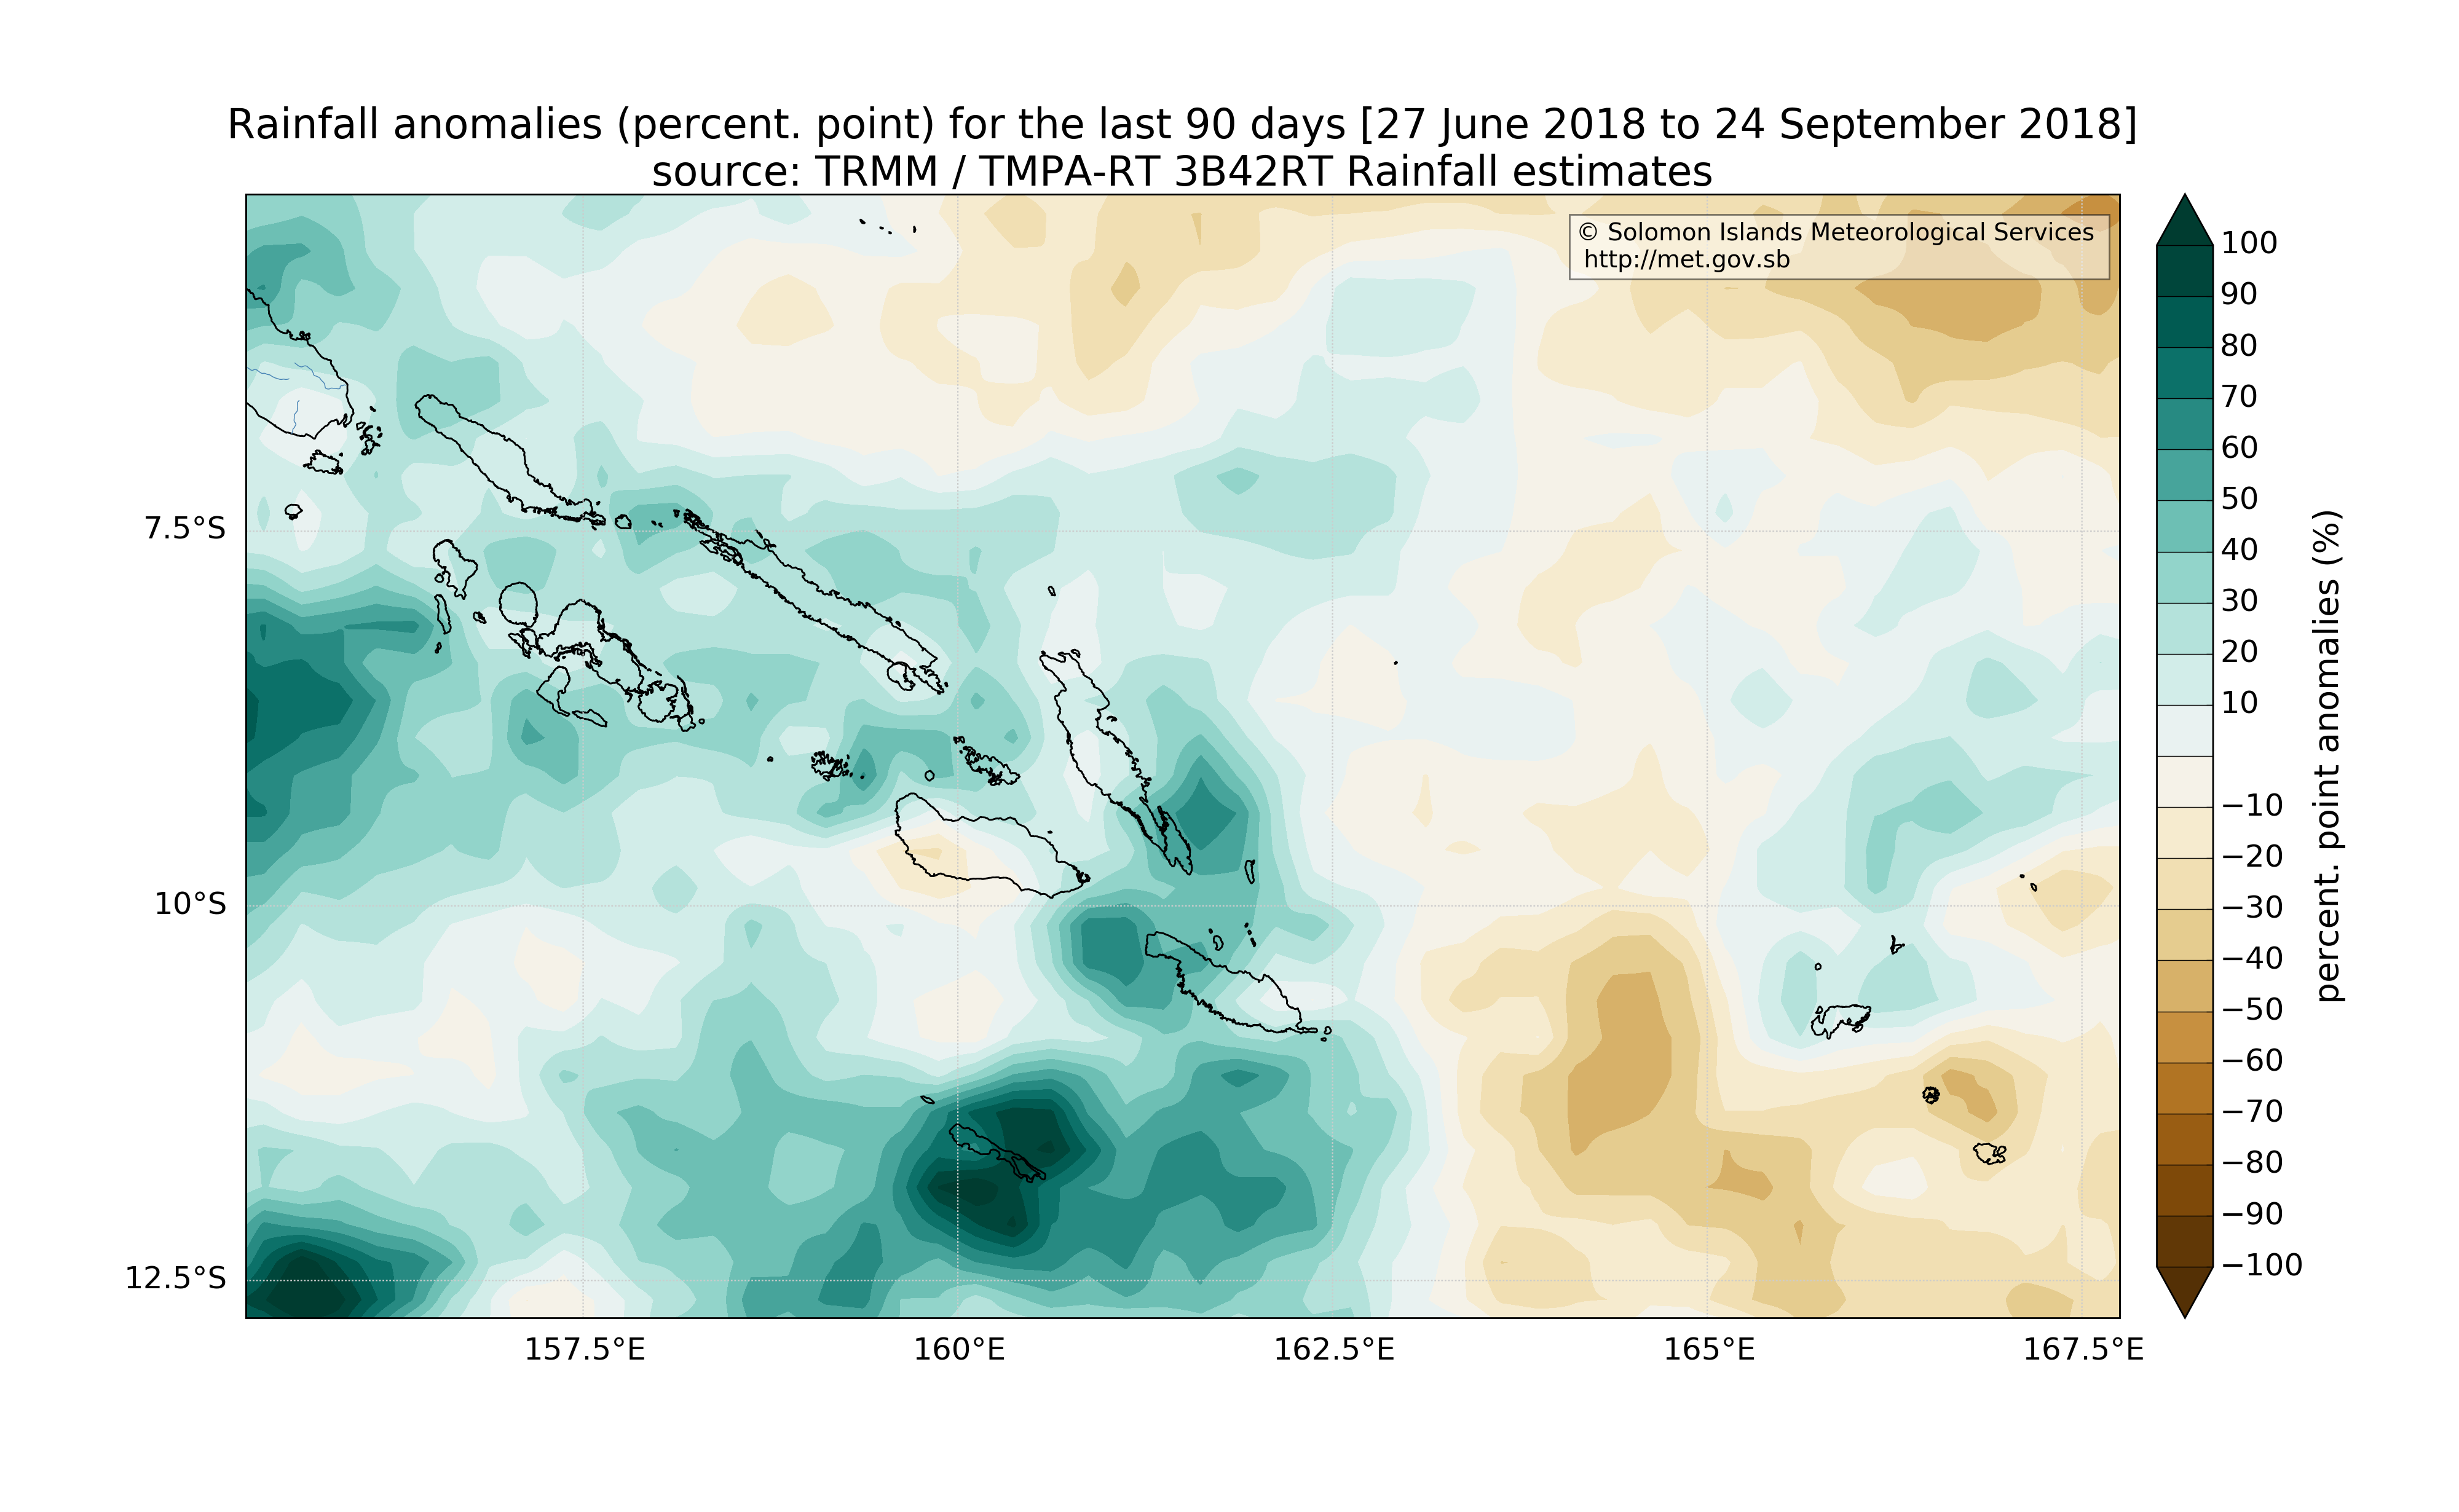 Rainfall anomalies (percent. point) for the last 90 days [27 June 2018 to 24 September 2018]
source: TRMM / TMPA-RT 3B42RT Rainfall estimates
© Solomon Islands Meteorological Services
http://met.gov.sb
7.5°S
10°S
12.5°S
157.5°E
160°E
162.5°E
165°E
167.5°E
100
90
80
70
60
50
40
30
20
10
−10
−20
−30
−40
−50
−60
−70
−80
−90
−100
percent. point anomalies (%)